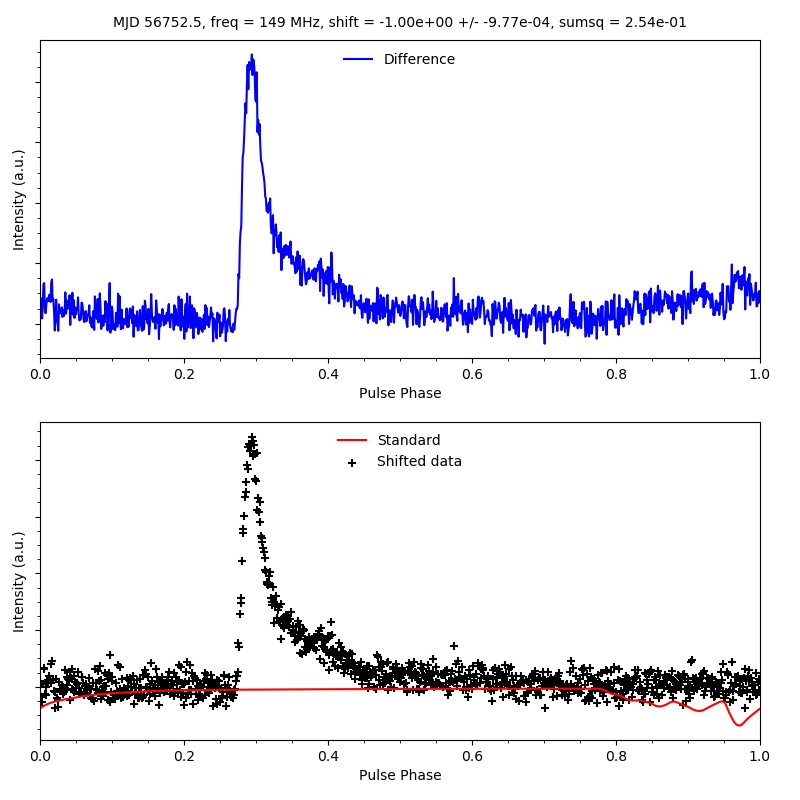 MJD 56752.5, freq = 149 MHz, shift = -1.00e+00 +/- -9.77e-04, sumsq = 2.54e-01
Difference
Intensity (a.u.)
0.0 0.2 0.4 0.6 0.8 1.0
Pulse Phase
Standard
Shifted data
Intensity (a.u.)
0.0 0.2 0.4 0.6 0.8 1.0
Pulse Phase